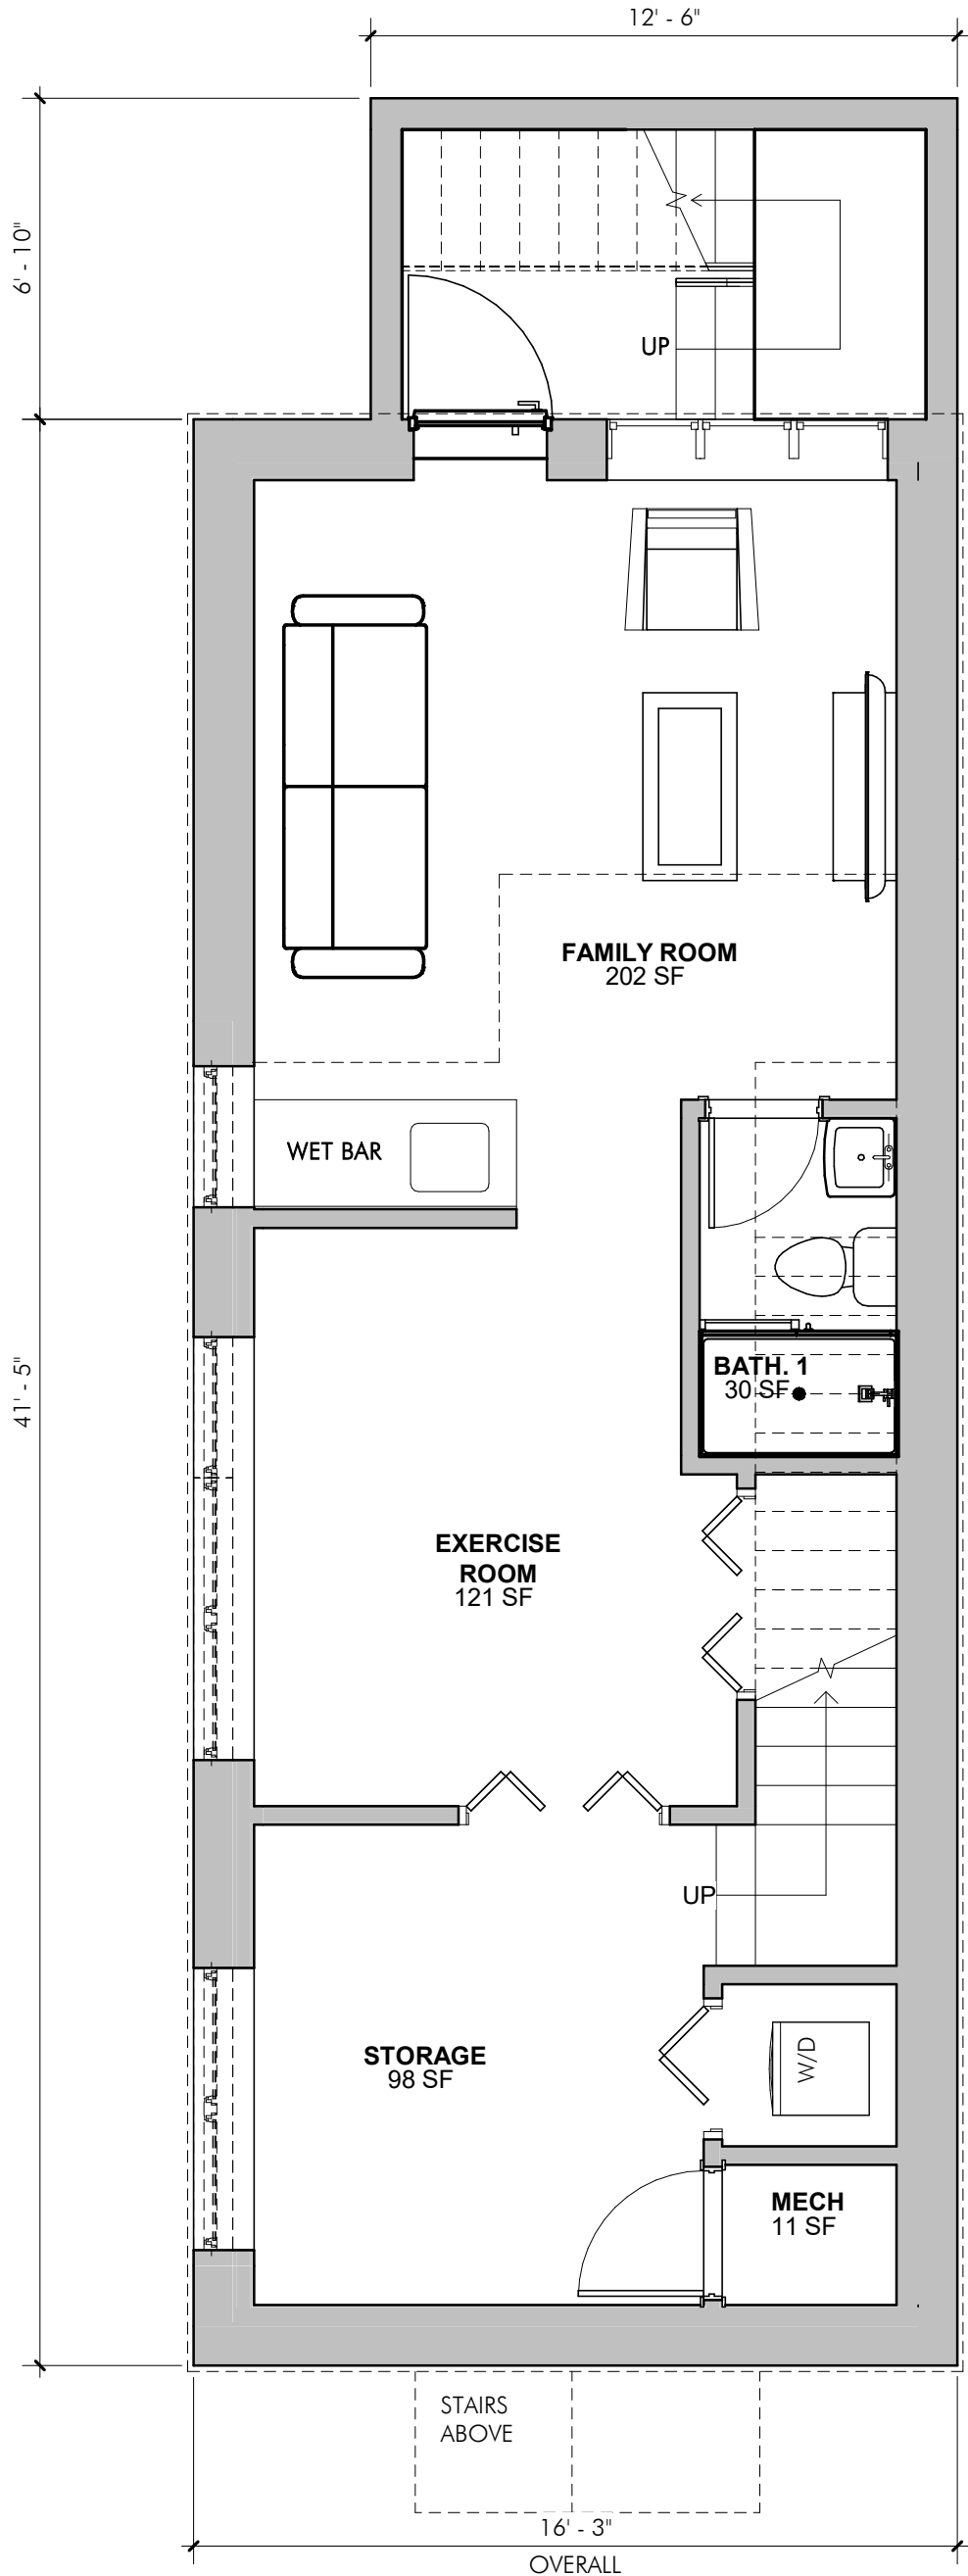 12' - 6"
6' - 10"
UP
FAMILY ROOM
202 SF
WET BAR
BATH. 1
30 SF
41' - 5"
EXERCISE
ROOM
121 SF
UP
STORAGE
98 SF
W/D
MECH
11 SF
STAIRS
ABOVE
16' - 3"
OVERALL